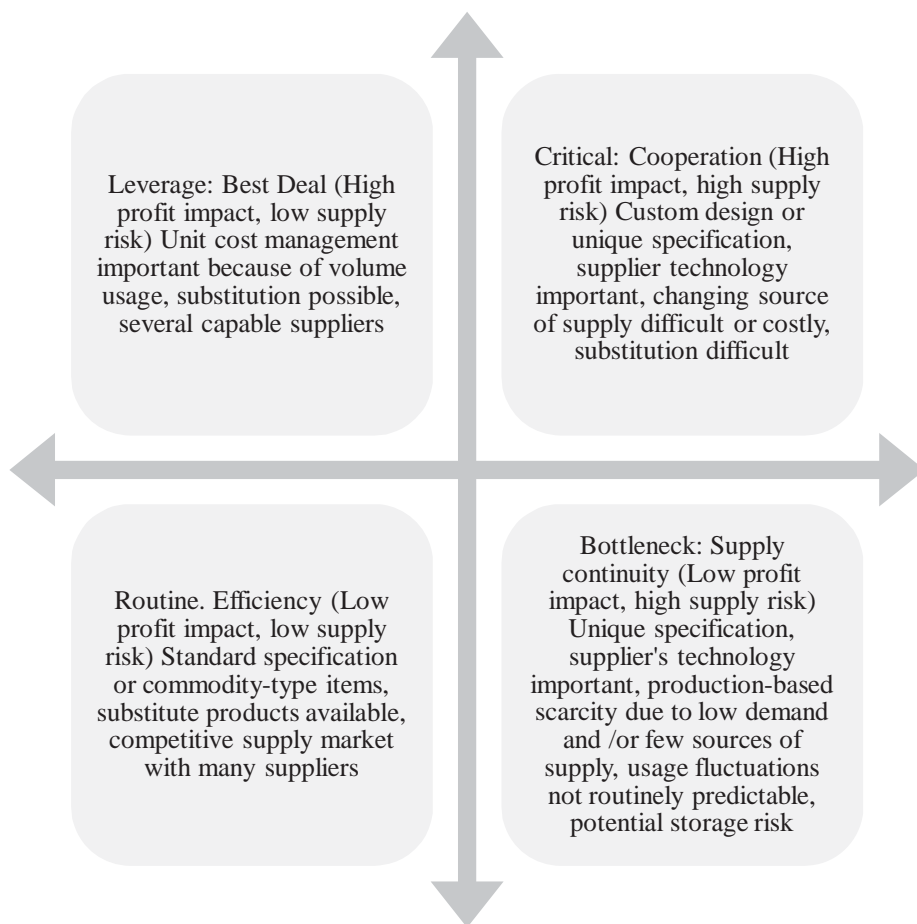 Leverage: Best Deal (High
profit impact, low supply
risk) Unit cost management
important because of volume
usage, substitution possible,
several capable suppliers
Critical: Cooperation (High
profit impact, high supply
risk) Custom design or
unique specification,
supplier technology
important, changing source
of supply difficult or costly,
substitution difficult
Routine. Efficiency (Low
profit impact, low supply
risk) Standard specification
or commodity-type items,
substitute products available,
competitive supply market
with many suppliers
Bottleneck: Supply
continuity (Low profit
impact, high supply risk)
Unique specification,
supplier's technology
important, production-based
scarcity due to low demand
and /or few sources of
supply, usage fluctuations
not routinely predictable,
potential storage risk